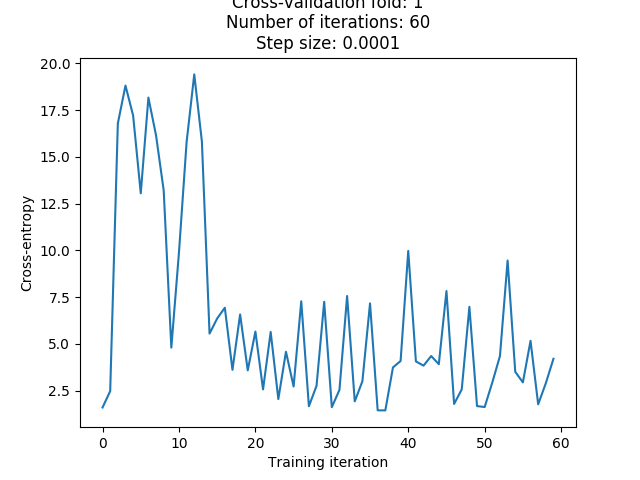 Cross-validation fold: 1
Number of iterations: 60
Step size: 0.0001
20.0
17.5
15.0
12.5
10.0
7.5
5.0
2.5
Cross-entropy
0 10 20 30 40 50 60
Training iteration